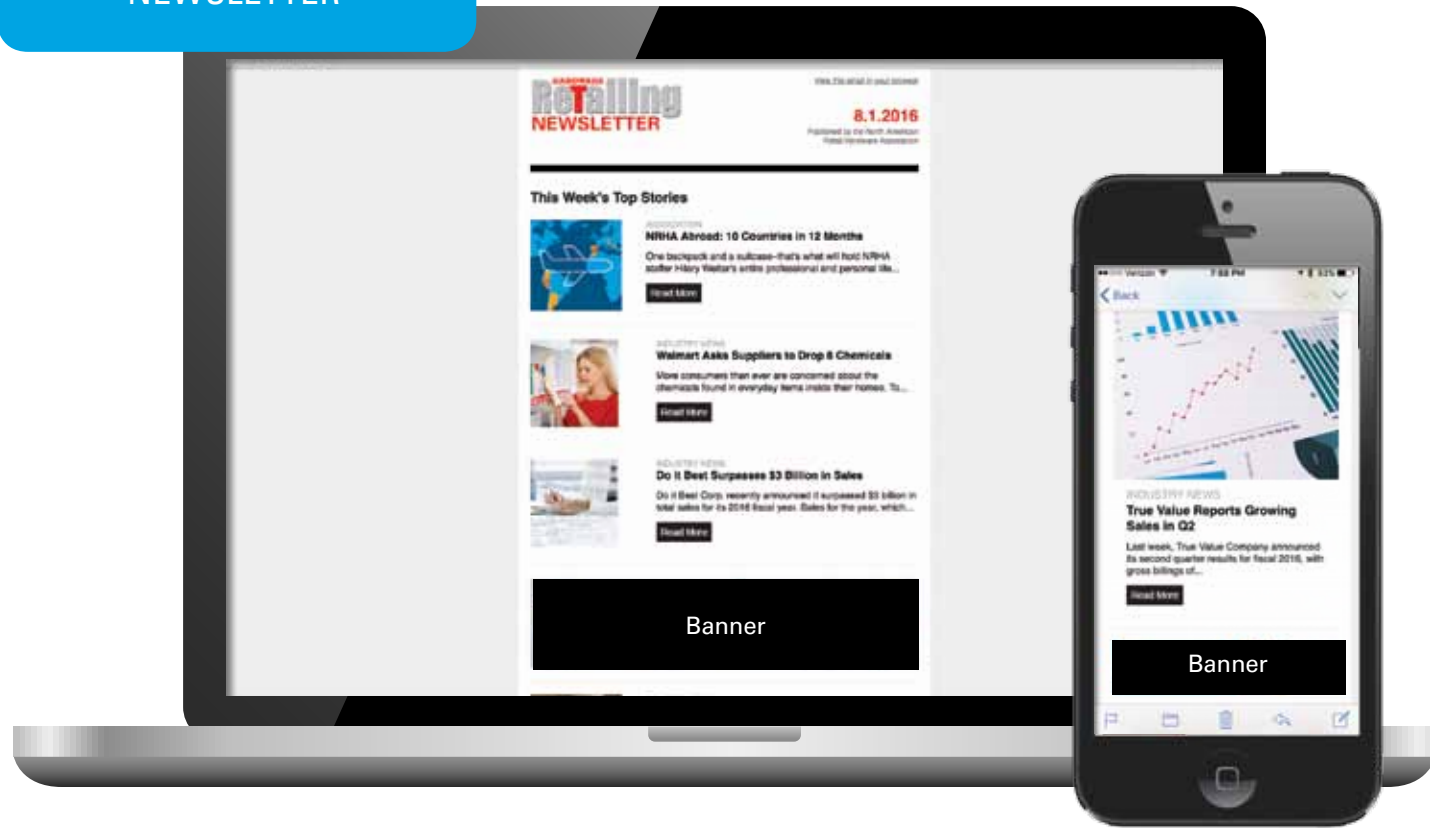 NEWSLETTER
HARDWARE
ReTailing
NEWSLETTER
View this email in your browser
8.1.2016
Published by the North American
Retail Hardware Association
This Week's Top Stories
ASSOCIATION
NRHA Abroad: 10 Countries in 12 Months
One backpack and a suitcase–that's what will hold NRHA
staffer Hilary Welter's entire professional and personal life...
Read More
INDUSTRY NEWS
Walmart Asks Suppliers to Drop 8 Chemicals
More consumers than ever are concerned about the
chemicals found in everyday items inside their homes. To...
Read More
INDUSTRY NEWS
Do it Best Surpasses $3 Billion in Sales
Do it Best Corp. recently announced it surpassed $3 billion in
total sales for its 2016 fiscal year. Sales for the year, which...
Read More
Banner
Verizon 7:58 PM 92%
Back
INDUSTRY NEWS
True Value Reports Growing
Sales in Q2
Last week, True Value Company announced
its second quarter results for fiscal 2016, with
gross billings of...
Read More
Banner